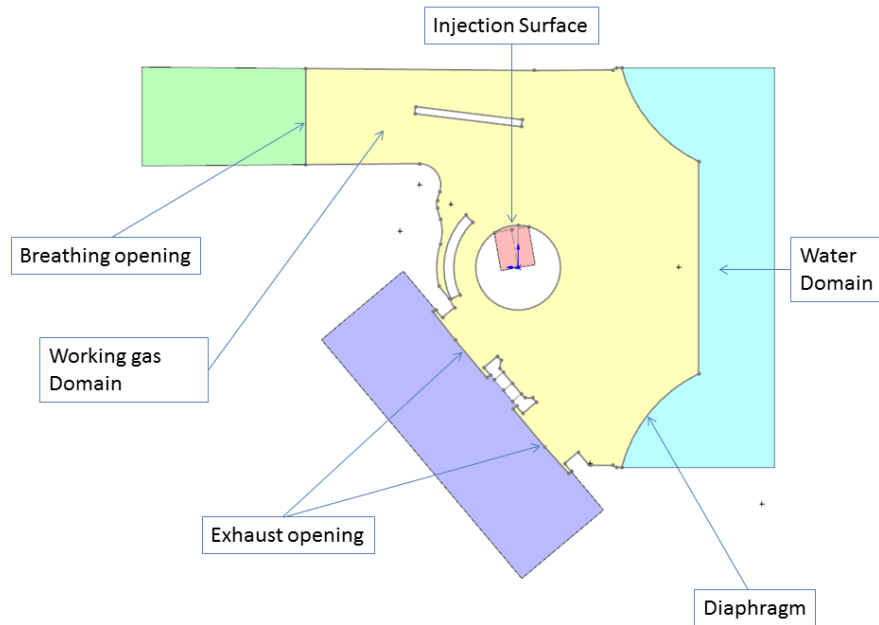 Injection Surface
Breathing opening
Water
Domain
Working gas
Domain
Exhaust opening
Diaphragm